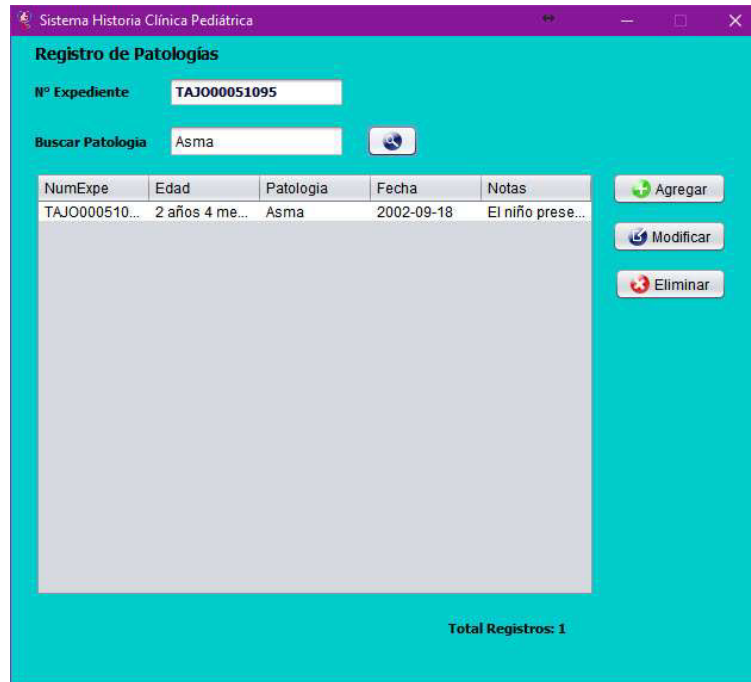 Sistema Historia Clínica Pediátrica
Registro de Patologías
Nº Expediente TAJO00051095
Buscar Patologia Asma
NumExpe Edad Patologia Fecha Notas
TAJO000510... 2 años 4 me... Asma 2002-09-18 El niño prese...
Agregar
Modificar
Eliminar
Total Registros: 1